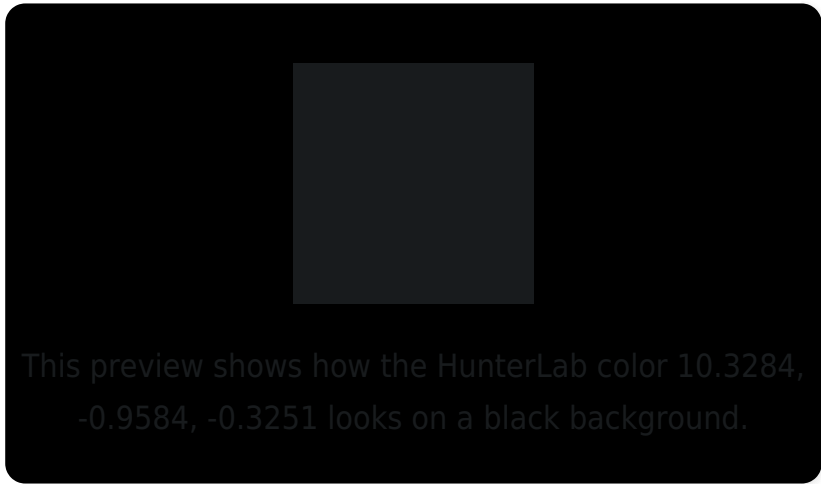 This preview shows how the HunterLab color 10.3284,
-0.9584, -0.3251 looks on a black background.